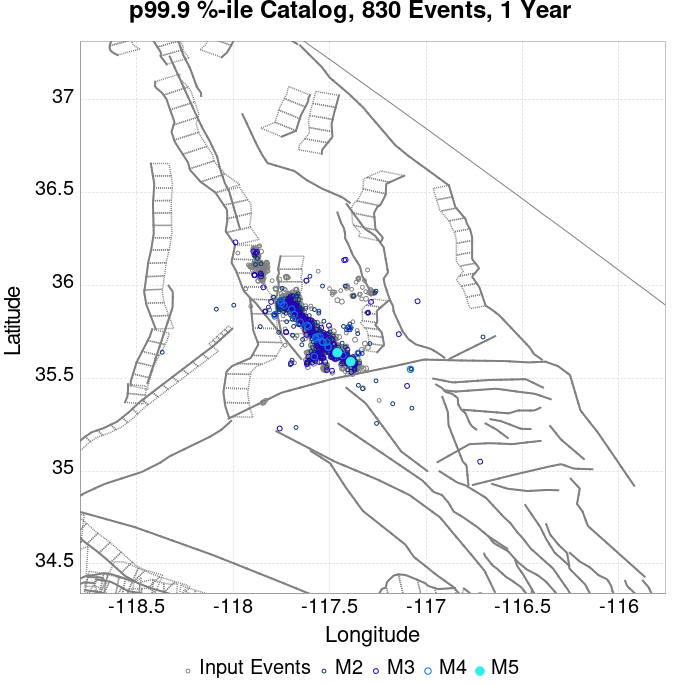 p99.9 %-ile Catalog, 830 Events, 1 Year
37
36.5
36
35.5
35
34.5
Latitude
-118.5
-118
-117.5
-117
-116.5
-116
Longitude
Input Events
M2
M3
M4
M5